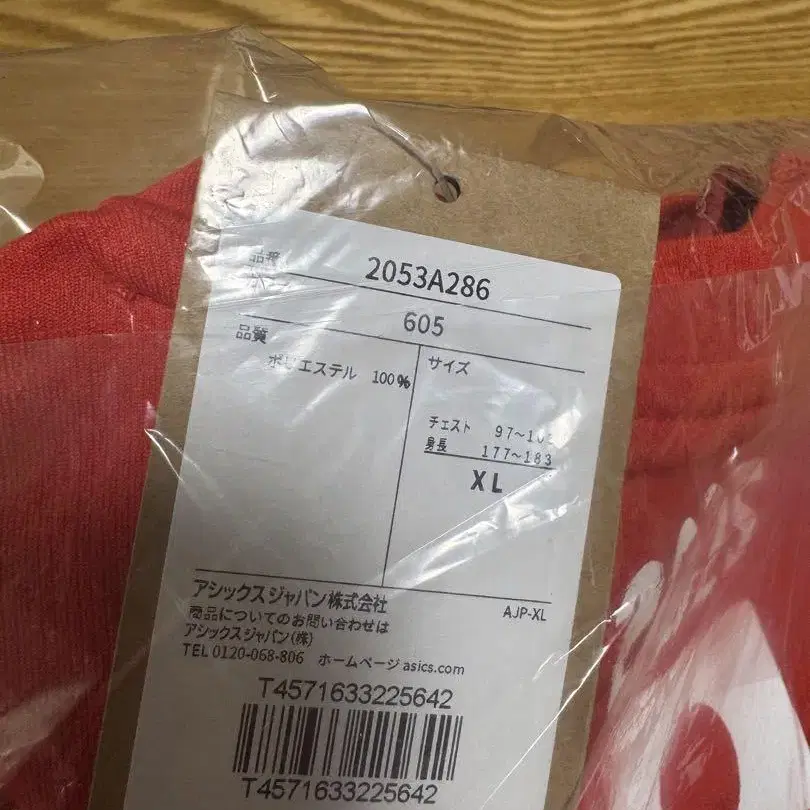 品番 2053A286
カラー 605
品質
ポリエステル 100%
サイズ
チェスト
身長 177~183
XL
アシックスジャパン株式会社
商品についてのお問い合わせは
アシックスジャパン(株)
TEL 0120-068-806 ホームページ asics.com
AJP-XL
T4571633225642
T4571633225642